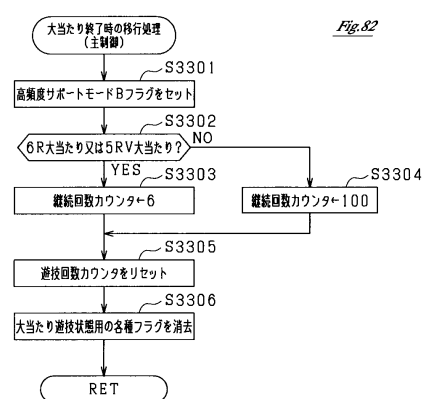 Fig.82
大当たり終了時の移行処理
(主制御)
S3301
高頻度サポートモードBフラグをセット
S3302
6R大当たり又は5RV大当たり?
NO
YES
S3303
S3304
継続回数カウンタ←6
継続回数カウンタ←100
S3305
遊技回数カウンタをリセット
S3306
大当たり遊技状態用の各種フラグを消去
RET